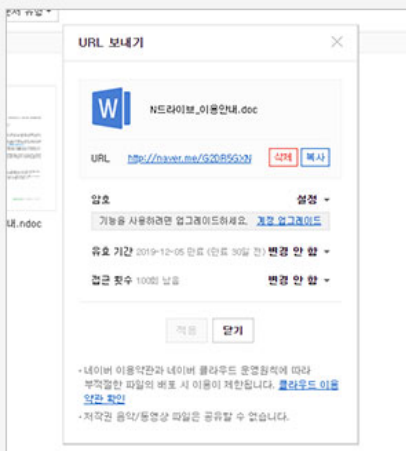 URL 보내기
N드라이브_이용안내.doc
URL http://naver.me/G2DR5GXN 삭제 복사
암호 설정
기능을 사용하려면 업그레이드하세요. 계정 업그레이드
유효 기간 2019-12-05 만료 (만료 30일 전) 변경 안 함
접근 횟수 100회 남음 변경 안 함
내.ndoc
적용 닫기
- 네이버 이용약관과 네이버 클라우드 운영원칙에 따라
부적절한 파일의 배포 시 이용이 제한됩니다. 클라우드 이용
약관 확인
- 저작권 음악/동영상 파일은 공유할 수 없습니다.